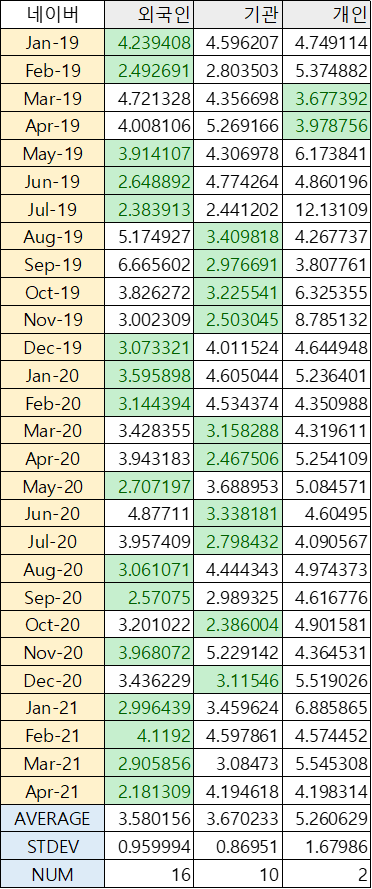 네이버 외국인 기관 개인
Jan-19 4.239408 4.596207 4.749114
Feb-19 2.492691 2.803503 5.374882
Mar-19 4.721328 4.356698 3.677392
Apr-19 4.008106 5.269166 3.978756
May-19 3.914107 4.306978 6.173841
Jun-19 2.648892 4.774264 4.860196
Jul-19 2.383913 2.441202 12.13109
Aug-19 5.174927 3.409818 4.267737
Sep-19 6.665602 2.976691 3.807761
Oct-19 3.826272 3.225541 6.325355
Nov-19 3.002309 2.503045 8.785132
Dec-19 3.073321 4.011524 4.644948
Jan-20 3.595898 4.605044 5.236401
Feb-20 3.144394 4.534374 4.350988
Mar-20 3.428355 3.158288 4.319611
Apr-20 3.943183 2.467506 5.254109
May-20 2.707197 3.688953 5.084571
Jun-20 4.87711 3.338181 4.60495
Jul-20 3.957409 2.798432 4.090567
Aug-20 3.061071 4.444343 4.974373
Sep-20 2.57075 2.989325 4.616776
Oct-20 3.201022 2.386004 4.901581
Nov-20 3.968072 5.229142 4.364531
Dec-20 3.436229 3.11546 5.519026
Jan-21 2.996439 3.459624 6.885865
Feb-21 4.1192 4.597861 4.574452
Mar-21 2.905856 3.08473 5.545308
Apr-21 2.181309 4.194618 4.198314
AVERAGE 3.580156 3.670233 5.260629
STDEV 0.959994 0.86951 1.67986
NUM 16 10 2